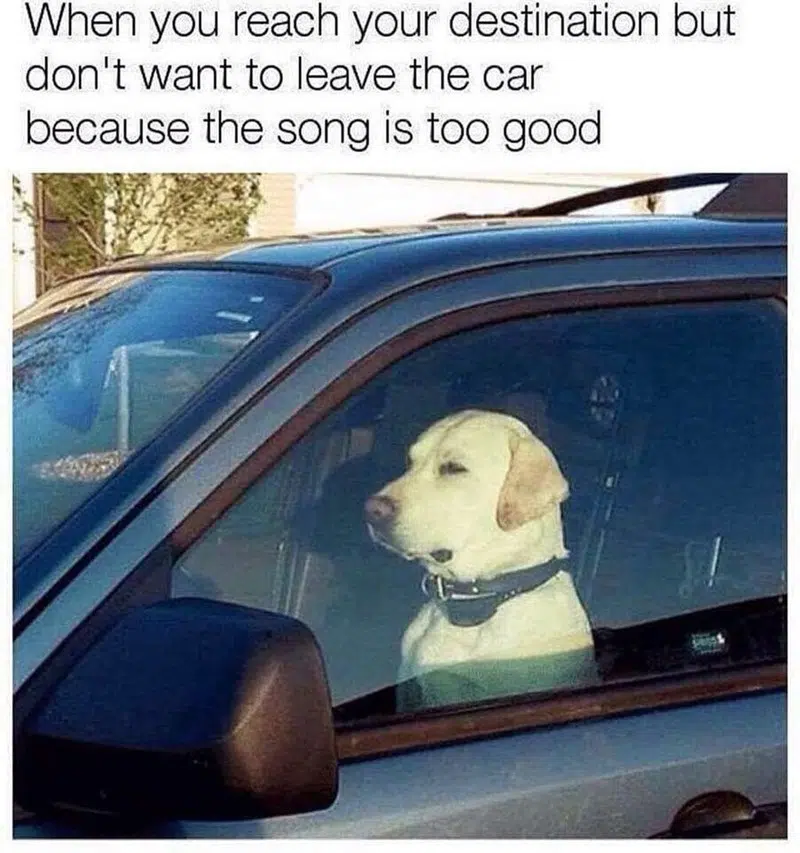 When you reach your destination but
don't want to leave the car
because the song is too good